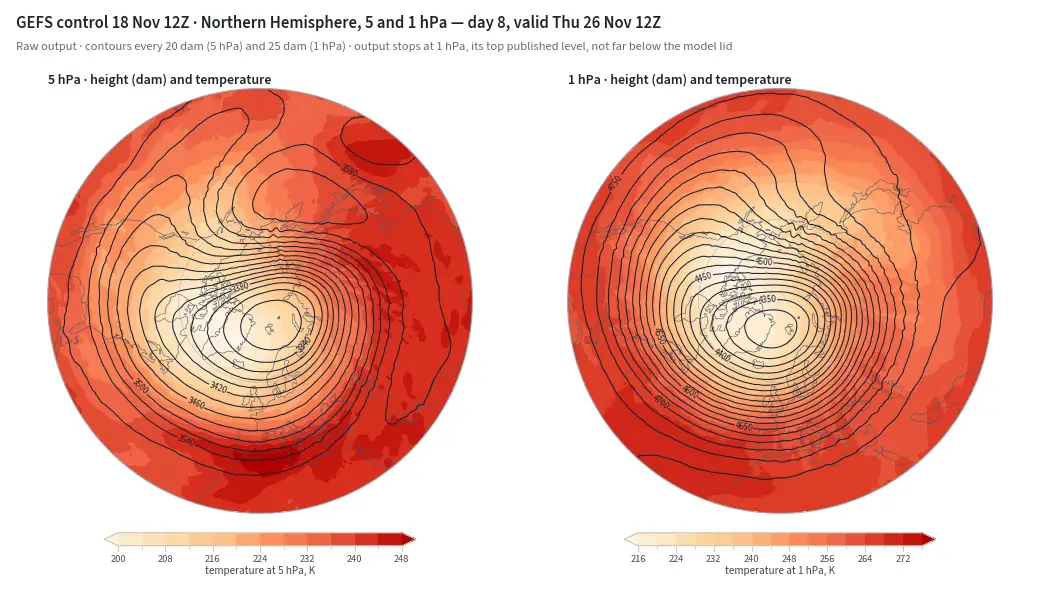 GEFS control 18 Nov 12Z · Northern Hemisphere, 5 and 1 hPa — day 8, valid Thu 26 Nov 12Z
Raw output · contours every 20 dam (5 hPa) and 25 dam (1 hPa) · output stops at 1 hPa, its top published level, not far below the model lid
5 hPa · height (dam) and temperature
1 hPa · height (dam) and temperature
4750
4500
4450
4350
4400
3500
3420
3460
3540
4700
4650
200 208 216 224 232 240 248
temperature at 5 hPa, K
216 224 232 240 248 256 264 272
temperature at 1 hPa, K